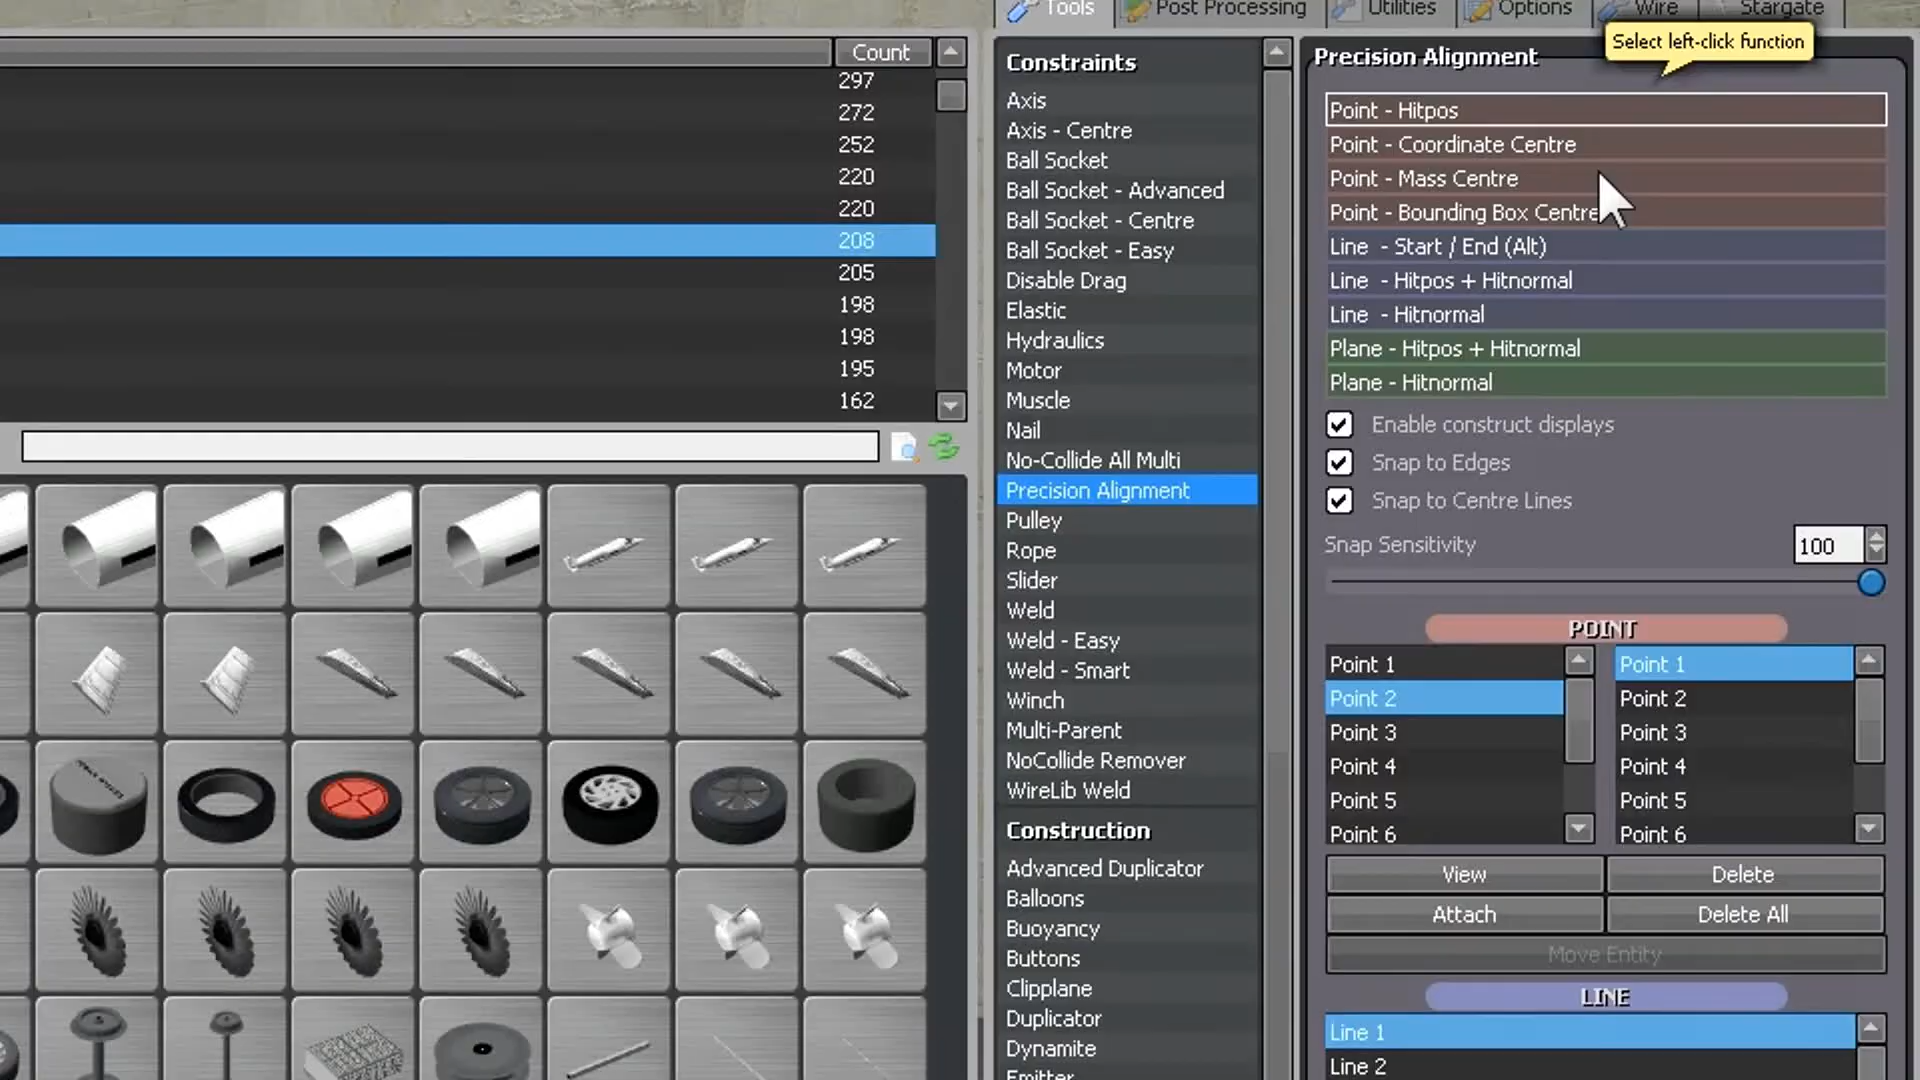 Tools
Post Processing
Utilities
Options
Wire
Stargate
Select left-click function
Count
297
272
252
220
220
208
205
198
198
195
162
Constraints
Axis
Axis - Centre
Ball Socket
Ball Socket - Advanced
Ball Socket - Centre
Ball Socket - Easy
Disable Drag
Elastic
Hydraulics
Motor
Muscle
Nail
No-Collide All Multi
Precision Alignment
Pulley
Rope
Slider
Weld
Weld - Easy
Weld - Smart
Winch
Multi-Parent
NoCollide Remover
WireLib Weld
Construction
Advanced Duplicator
Balloons
Buoyancy
Buttons
Clipplane
Duplicator
Dynamite
Emitter
Precision Alignment
Point - Hitpos
Point - Coordinate Centre
Point - Mass Centre
Point - Bounding Box Centre
Line - Start / End (Alt)
Line - Hitpos + Hitnormal
Line - Hitnormal
Plane - Hitpos + Hitnormal
Plane - Hitnormal
Enable construct displays
Snap to Edges
Snap to Centre Lines
Snap Sensitivity
100
POINT
Point 1
Point 2
Point 3
Point 4
Point 5
Point 6
Point 1
Point 2
Point 3
Point 4
Point 5
Point 6
View
Delete
Attach
Delete All
Move Entity
LINE
Line 1
Line 2